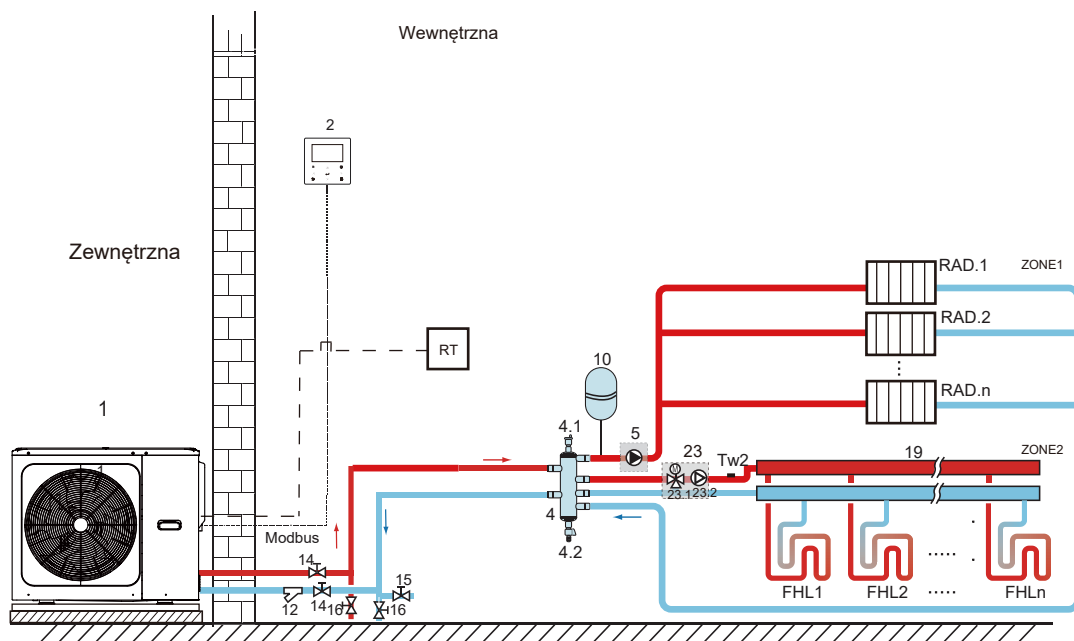 Wewnętrzna
2
Zewnętrzna
RAD.1
ZONE1
RAD.2
RT
10
RAD.n
1
4.1
5
23
M
Tw2
19
ZONE2
1
23.1
23.2
4
Modbus
4.2
14
15
12
14
16
16
FHL1
FHL2
FHLn